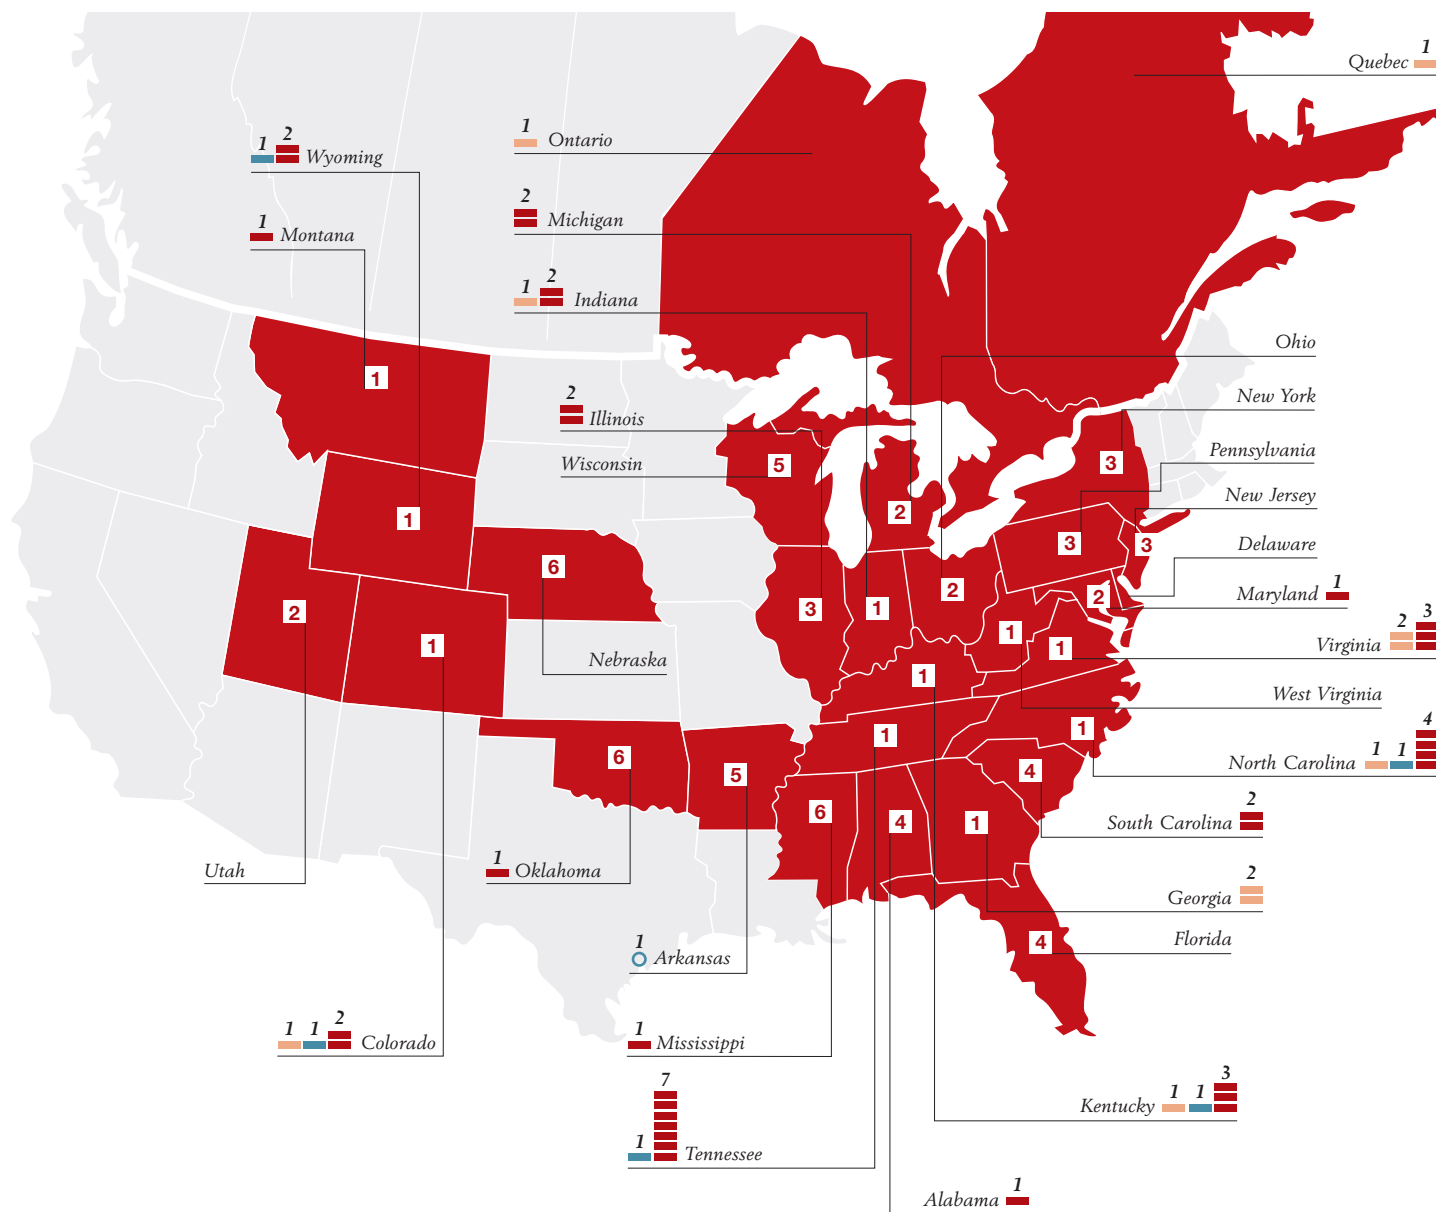 1
Quebec
1 2
Wyoming
1
Ontario
1
Montana
2
Michigan
1 2
Indiana
Ohio
1
2
Illinois
New York
Wisconsin
5
3
Pennsylvania
New Jersey
2
1
3
3
Delaware
6
2
1
Maryland
2
2
3
1
2 3
Virginia
1
1
1
Nebraska
1
West Virginia
1
1
4
North Carolina 1 1
6
5
4
6
4
1
2
South Carolina
Utah
1
Oklahoma
2
Georgia
4
Florida
1
Arkansas
1 1 2
Colorado
1
Mississippi
7
1
Tennessee
3
Kentucky 1 1
1
Alabama